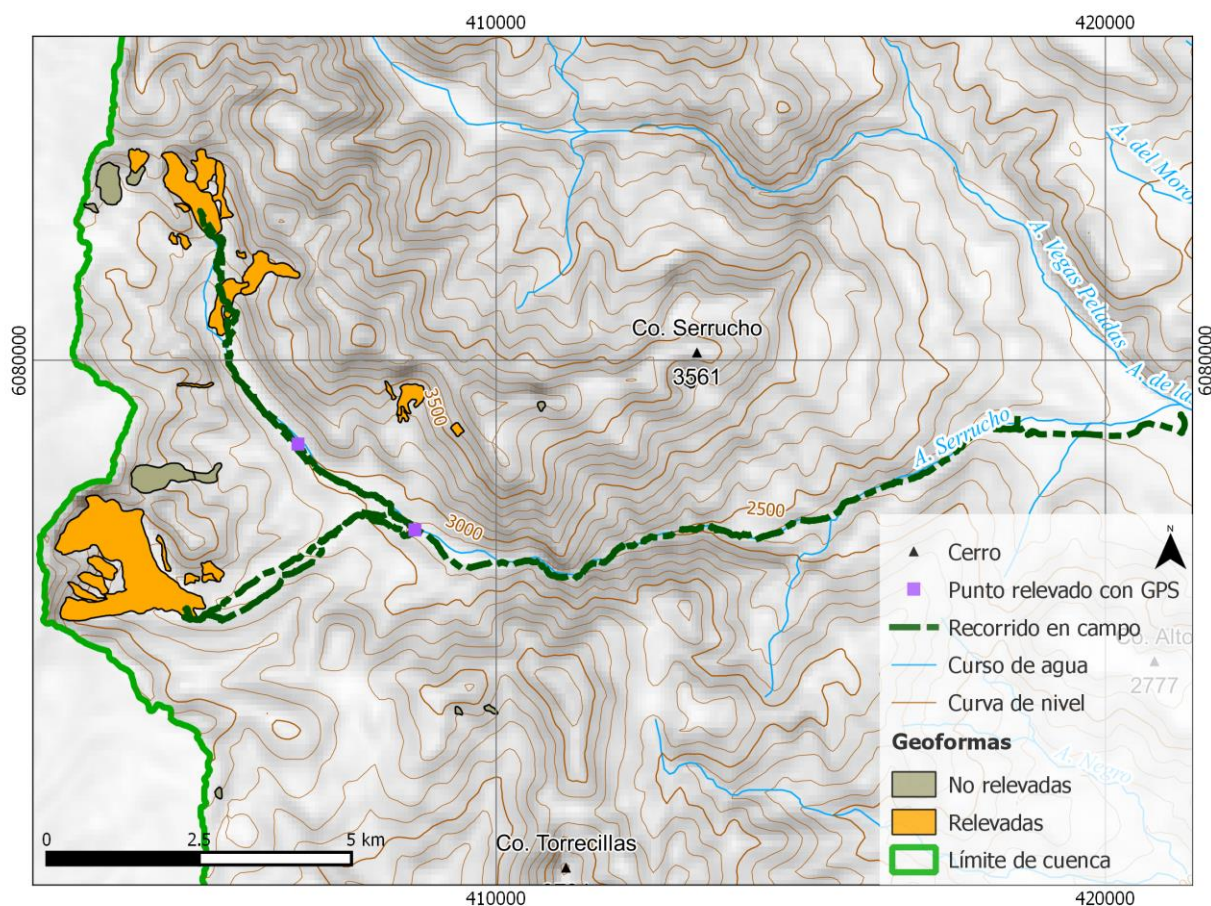 410000
420000
A. del Moro
A. Vegas Peladas
Co. Serrucho
3561
6080000
6080000
A. de la
3500
A. Serrucho
2500
3000
Cerro
Punto relevado con GPS
Recorrido en campo
Co. Alto
Curso de agua
2777
Curva de nivel
N
Geoformas
A. Negro
No relevadas
Relevadas
Límite de cuenca
0
2.5
5 km
Co. Torrecillas
410000
420000